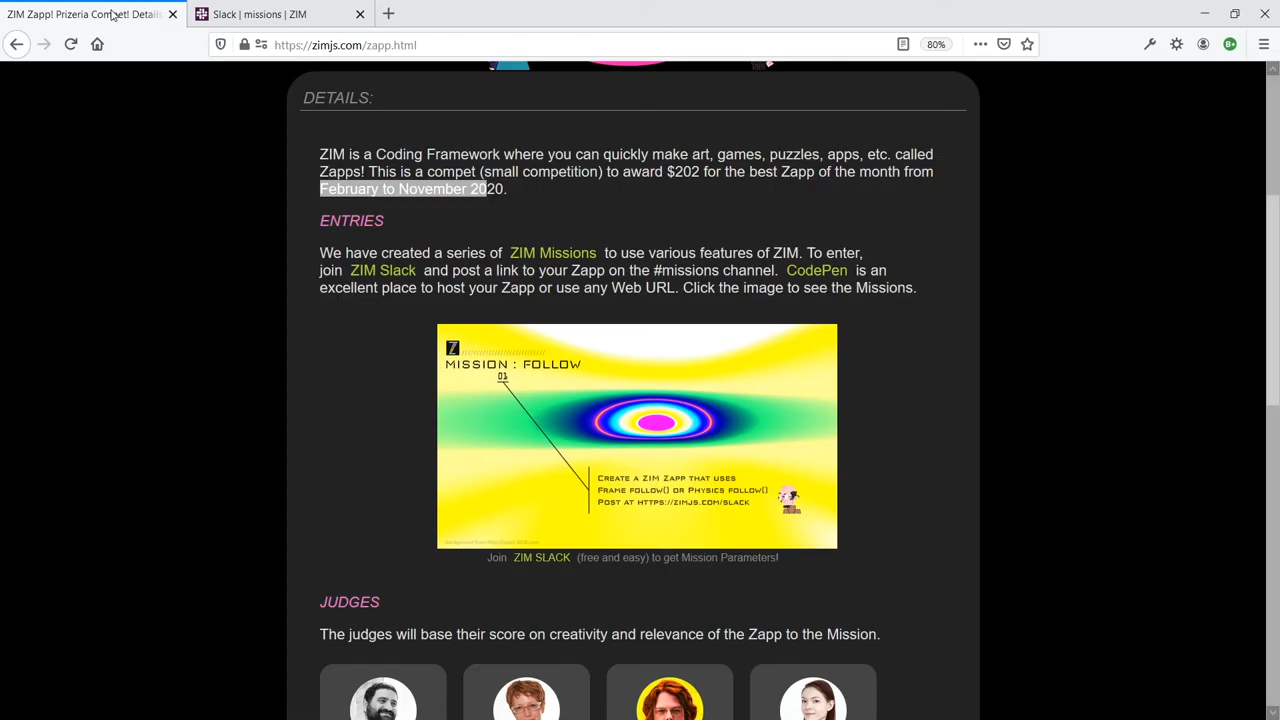 ZIM Zapp! Prizeria Compet! Details
Slack | missions | ZIM
https://zimjs.com/zapp.html
80%
DETAILS:
ZIM is a Coding Framework where you can quickly make art, games, puzzles, apps, etc. called
Zapps! This is a compet (small competition) to award $202 for the best Zapp of the month from
February to November 2020.
ENTRIES
We have created a series of ZIM Missions to use various features of ZIM. To enter,
join ZIM Slack and post a link to your Zapp on the #missions channel. CodePen is an
excellent place to host your Zapp or use any Web URL. Click the image to see the Missions.
Z
MISSION : FOLLOW
01
CREATE A ZIM ZAPP THAT USES
FRAME FOLLOW() OR PHYSICS FOLLOW()
POST AT HTTPS://ZIMJS.COM/SLACK
Join ZIM SLACK (free and easy) to get Mission Parameters!
JUDGES
The judges will base their score on creativity and relevance of the Zapp to the Mission.